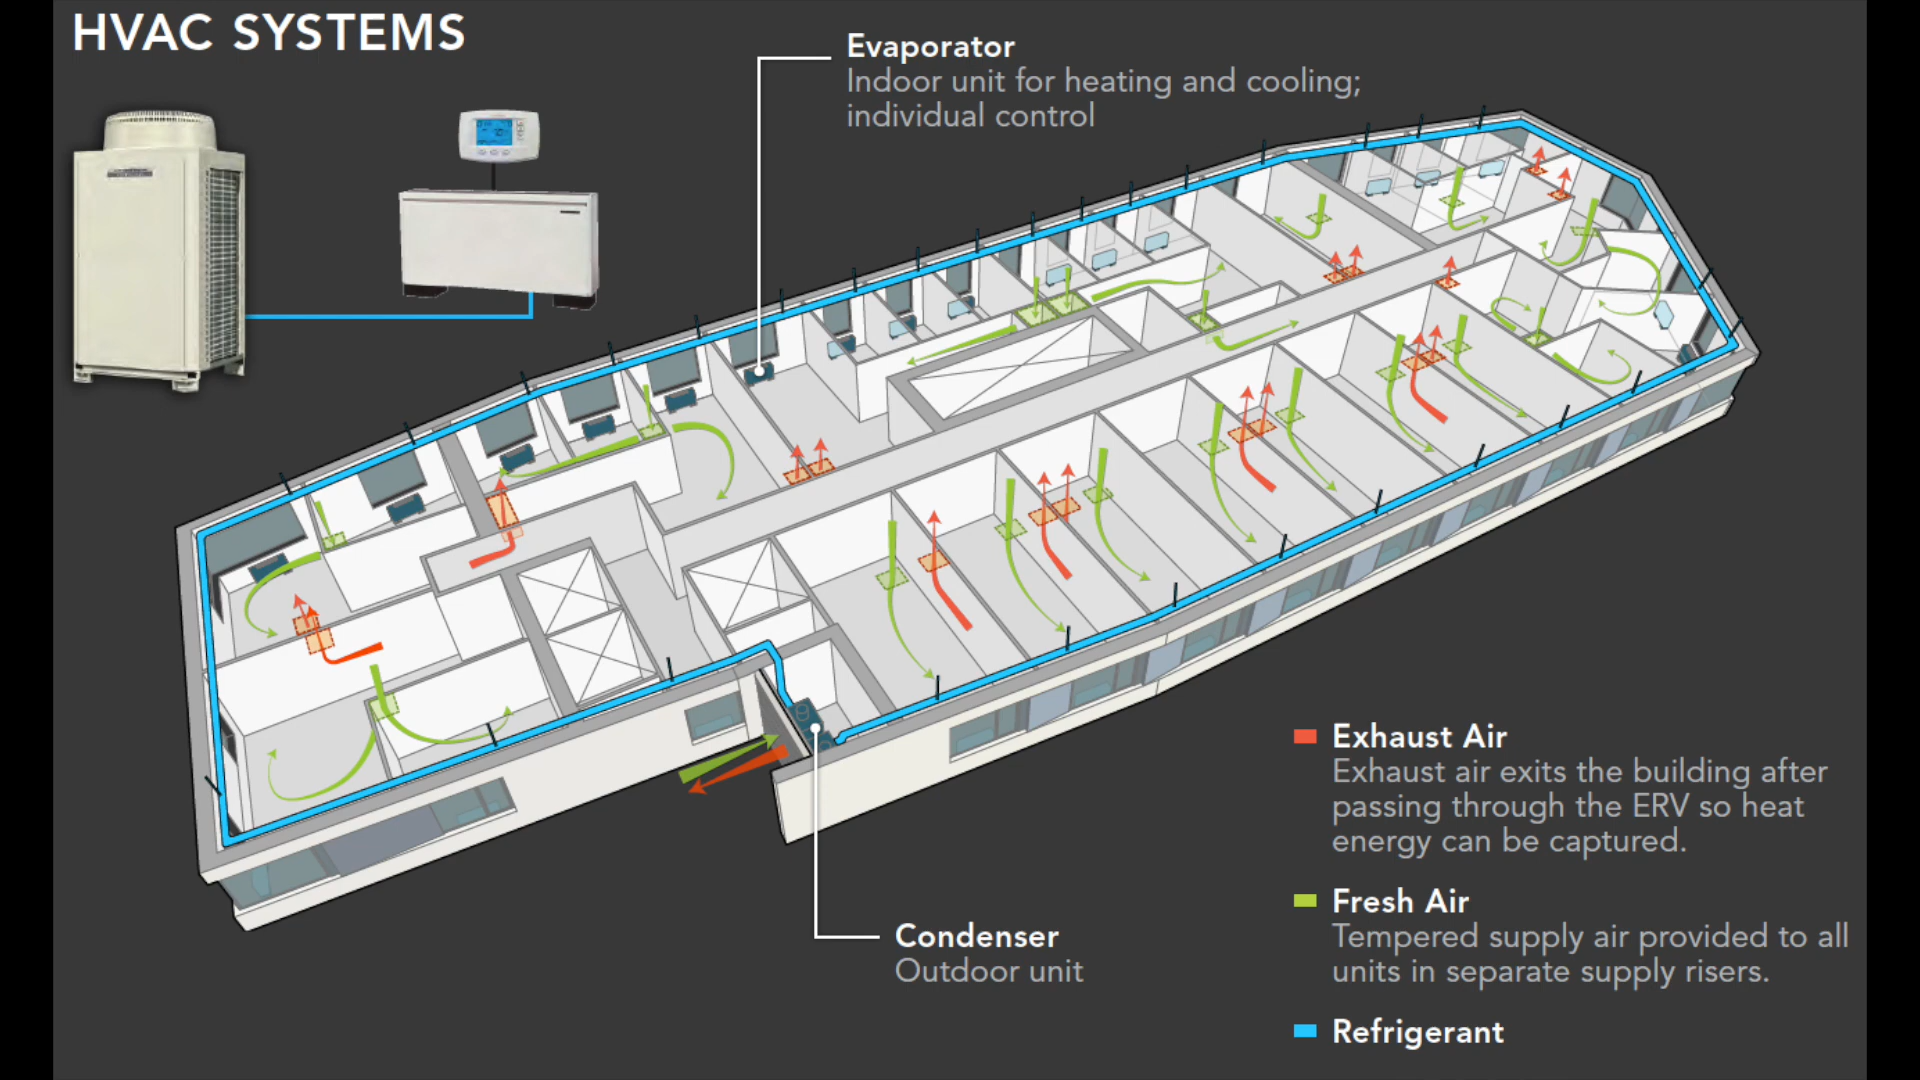 HVAC SYSTEMS
Evaporator
Indoor unit for heating and cooling;
individual control
Exhaust Air
Exhaust air exits the building after
passing through the ERV so heat
energy can be captured.
Fresh Air
Tempered supply air provided to all
units in separate supply risers.
Condenser
Outdoor unit
Refrigerant